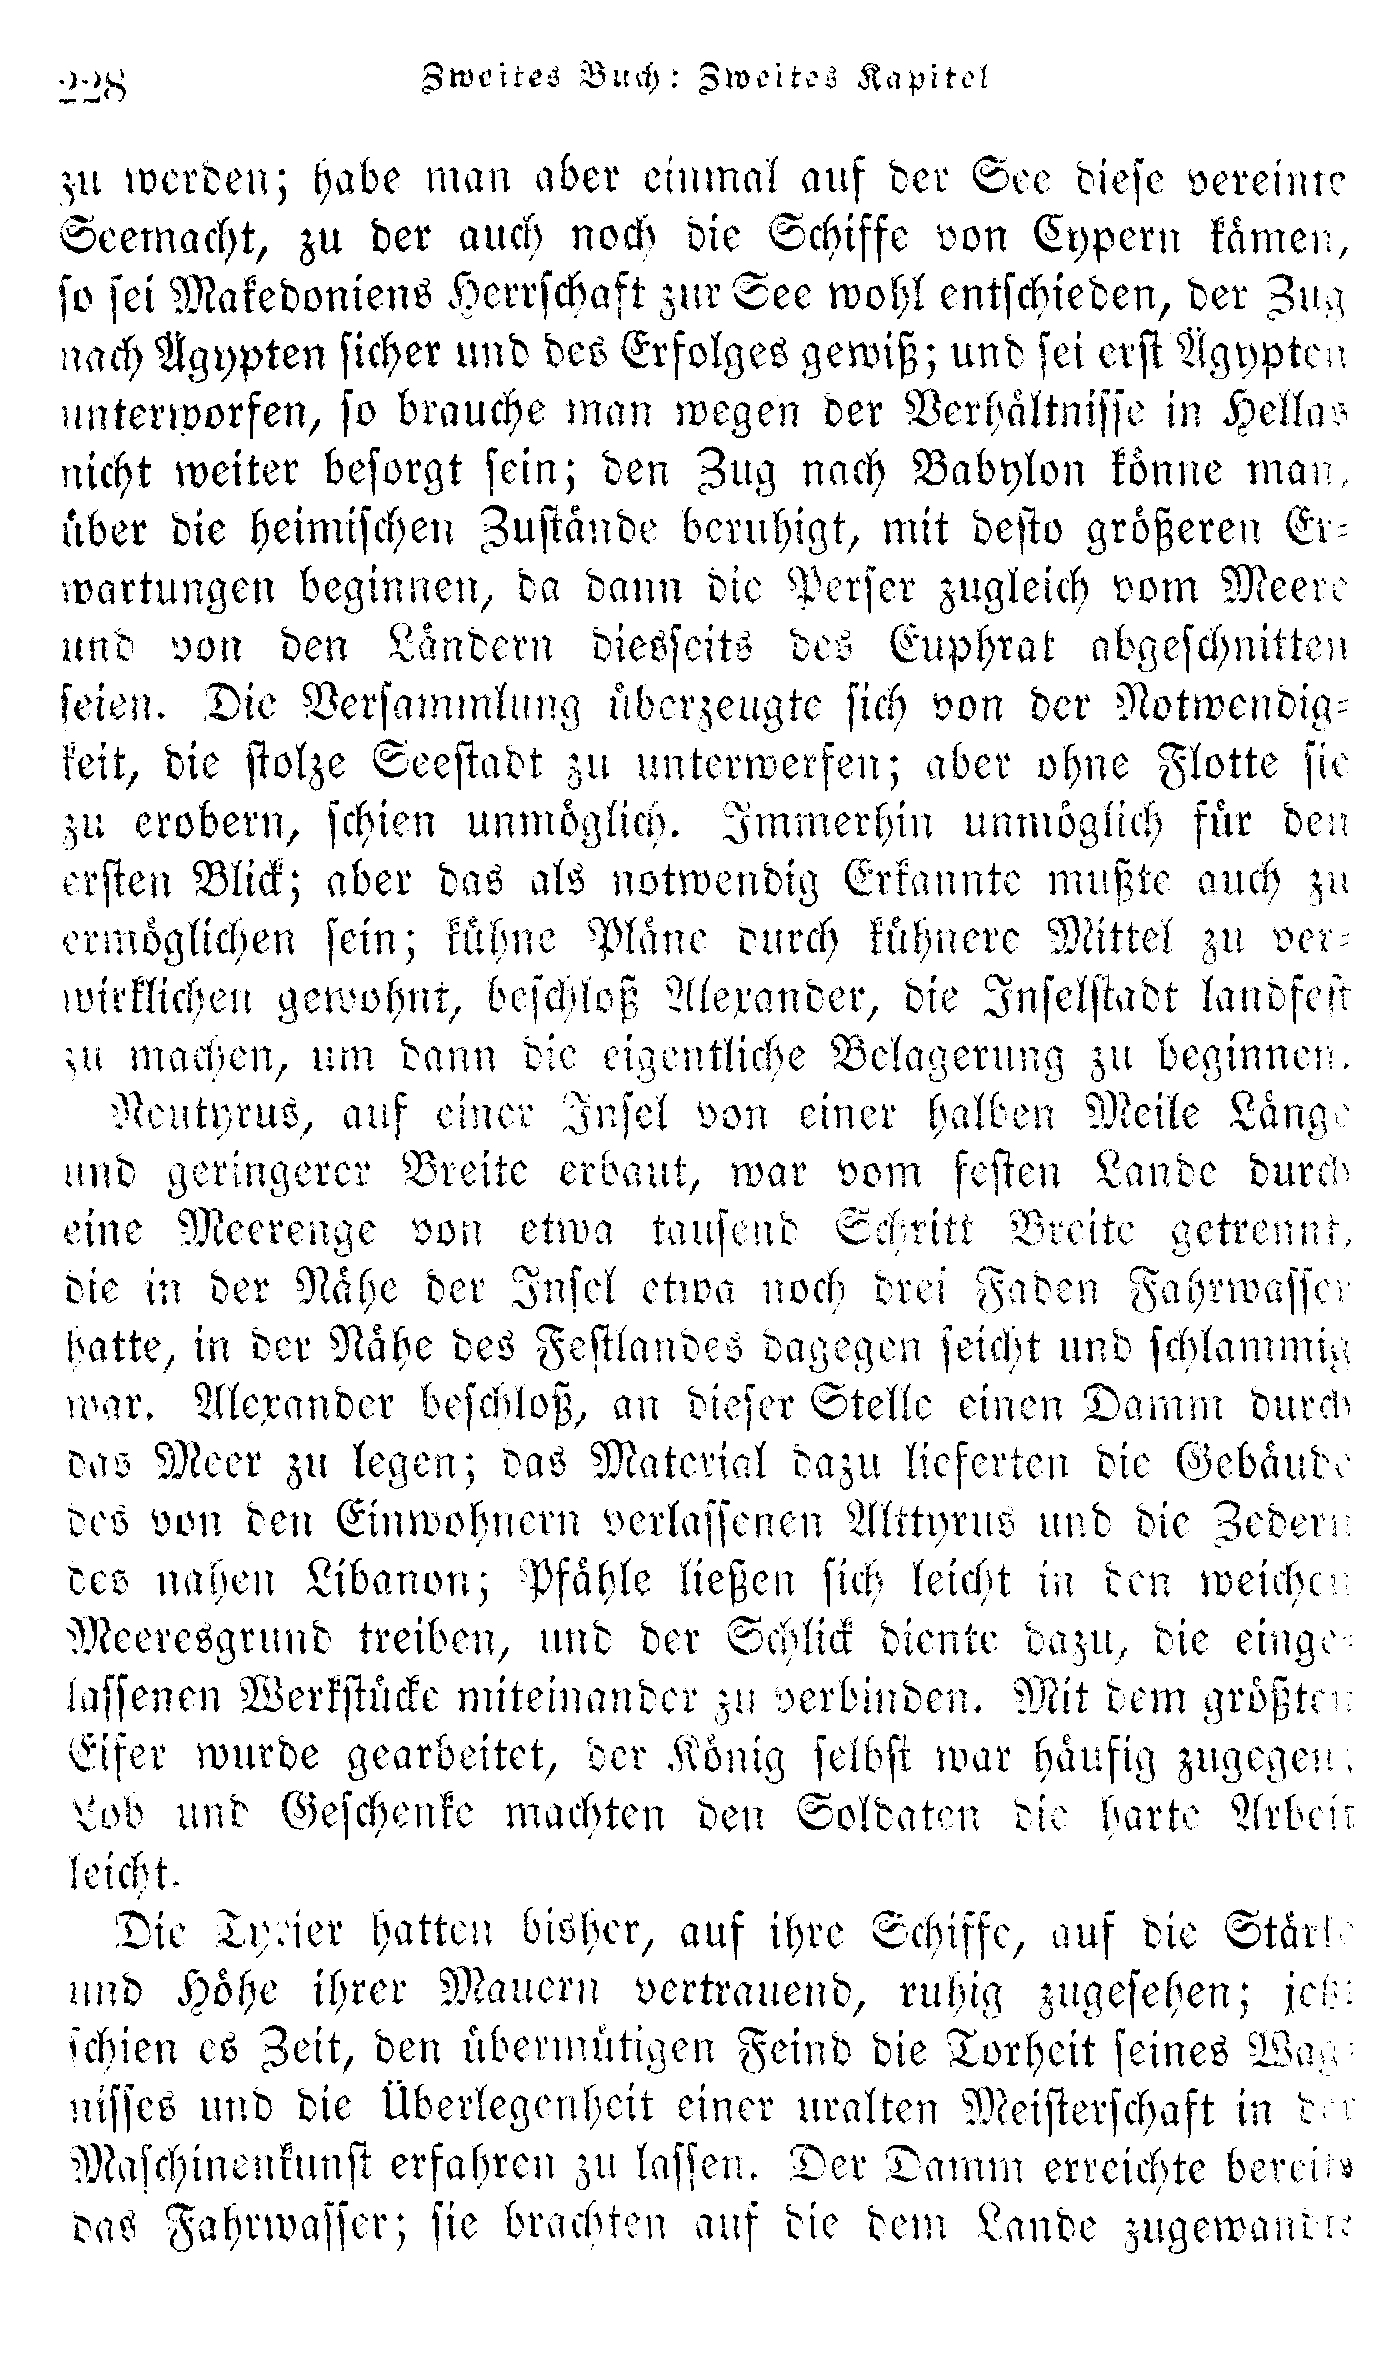 228 Zweites Buch: Zweites Kapitel
zu werden; habe man aber einmal auf der See diese vereinte
Seemacht, zu der auch noch die Schiffe von Cypern kämen,
so sei Makedoniens Herrschaft zur See wohl entschieden, der Zug
nach Ägypten sicher und des Erfolges gewiß; und sei erst Ägypten
unterworfen, so brauche man wegen der Verhältnisse in Hellas
nicht weiter besorgt sein; den Zug nach Babylon könne man,
über die heimischen Zustände beruhigt, mit desto größeren Er-
wartungen beginnen, da dann die Perser zugleich vom Meere
und von den Ländern diesseits des Euphrat abgeschnitten
seien. Die Versammlung überzeugte sich von der Notwendig-
keit, die stolze Seestadt zu unterwerfen; aber ohne Flotte sie
zu erobern, schien unmöglich. Immerhin unmöglich für den
ersten Blick; aber das als notwendig Erkannte mußte auch zu
ermöglichen sein; kühne Pläne durch kühnere Mittel zu ver-
wirklichen gewohnt, beschloß Alexander, die Inselstadt landfest
zu machen, um dann die eigentliche Belagerung zu beginnen.
Neutyrus, auf einer Insel von einer halben Meile Länge
und geringerer Breite erbaut, war vom festen Lande durch
eine Meerenge von etwa tausend Schritt Breite getrennt,
die in der Nähe der Insel etwa noch drei Faden Fahrwasser
hatte, in der Nähe des Festlandes dagegen seicht und schlammig
war. Alexander beschloß, an dieser Stelle einen Damm durch
das Meer zu legen; das Material dazu lieferten die Gebäude
des von den Einwohnern verlassenen Alttyrus und die Zedern
des nahen Libanon; Pfähle ließen sich leicht in den weichen
Meeresgrund treiben, und der Schlick diente dazu, die einge-
lassenen Werkstücke miteinander zu verbinden. Mit dem größten
Eifer wurde gearbeitet, der König selbst war häufig zugegen;
Lob und Geschenke machten den Soldaten die harte Arbeit
leicht.
Die Tyrier hatten bisher, auf ihre Schiffe, auf die Stärke
und Höhe ihrer Mauern vertrauend, ruhig zugesehen; jetzt
schien es Zeit, den übermütigen Feind die Torheit seines Wag-
nisses und die Überlegenheit einer uralten Meisterschaft in der
Maschinenkunst erfahren zu lassen. Der Damm erreichte bereits
das Fahrwasser; sie brachten auf die dem Lande zugewandte